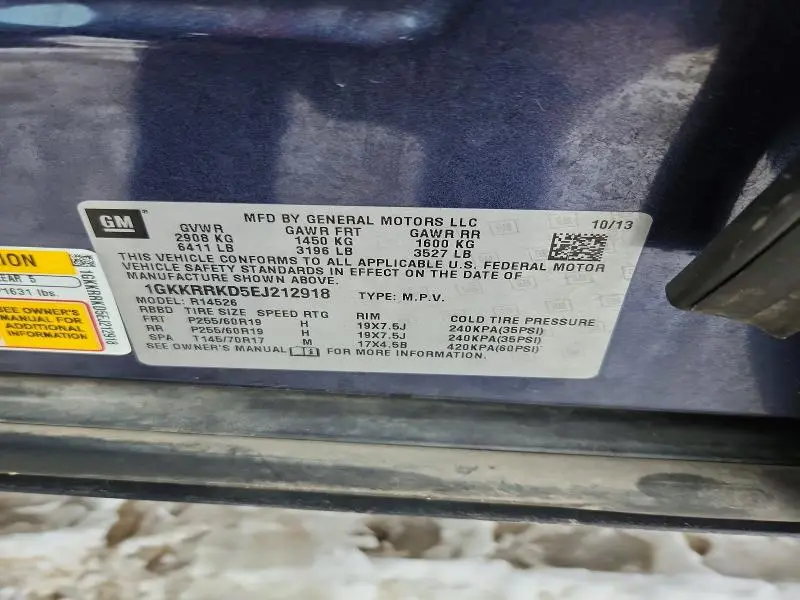 GM
MFD BY GENERAL MOTORS LLC
10/13
GVWR GAWR FRT GAWR RR
2908 KG 1450 KG 1600 KG
6411 LB 3196 LB 3527 LB
THIS VEHICLE CONFORMS TO ALL APPLICABLE U.S. FEDERAL MOTOR
VEHICLE SAFETY STANDARDS IN EFFECT ON THE DATE OF
MANUFACTURE SHOWN ABOVE.
1GKKRRKD5EJ212918 TYPE: M.P.V.
MODEL: R14526
RBBD TIRE SIZE SPEED RTG RIM COLD TIRE PRESSURE
FRT P255/60R19 H 19X7.5J 240KPA(35PSI)
RR P255/60R19 H 19X7.5J 240KPA(35PSI)
SPA T145/70R17 M 17X4.5B 420KPA(60PSI)
SEE OWNER'S MANUAL FOR MORE INFORMATION.
TION
EAR 5
1631 lbs.
SEE OWNER'S
MANUAL FOR
ADDITIONAL
INFORMATION
1GKKRRKD5EJ212918